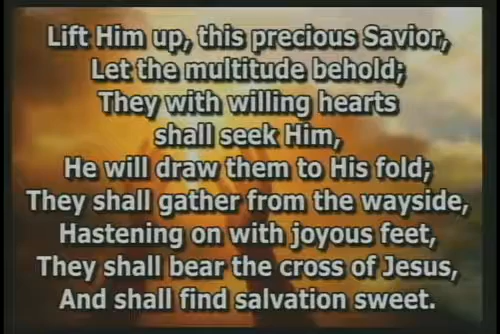 Lift Him up, this precious Savior,
Let the multitude behold;
They with willing hearts
shall seek Him,
He will draw them to His fold;
They shall gather from the wayside,
Hastening on with joyous feet,
They shall bear the cross of Jesus,
And shall find salvation sweet.